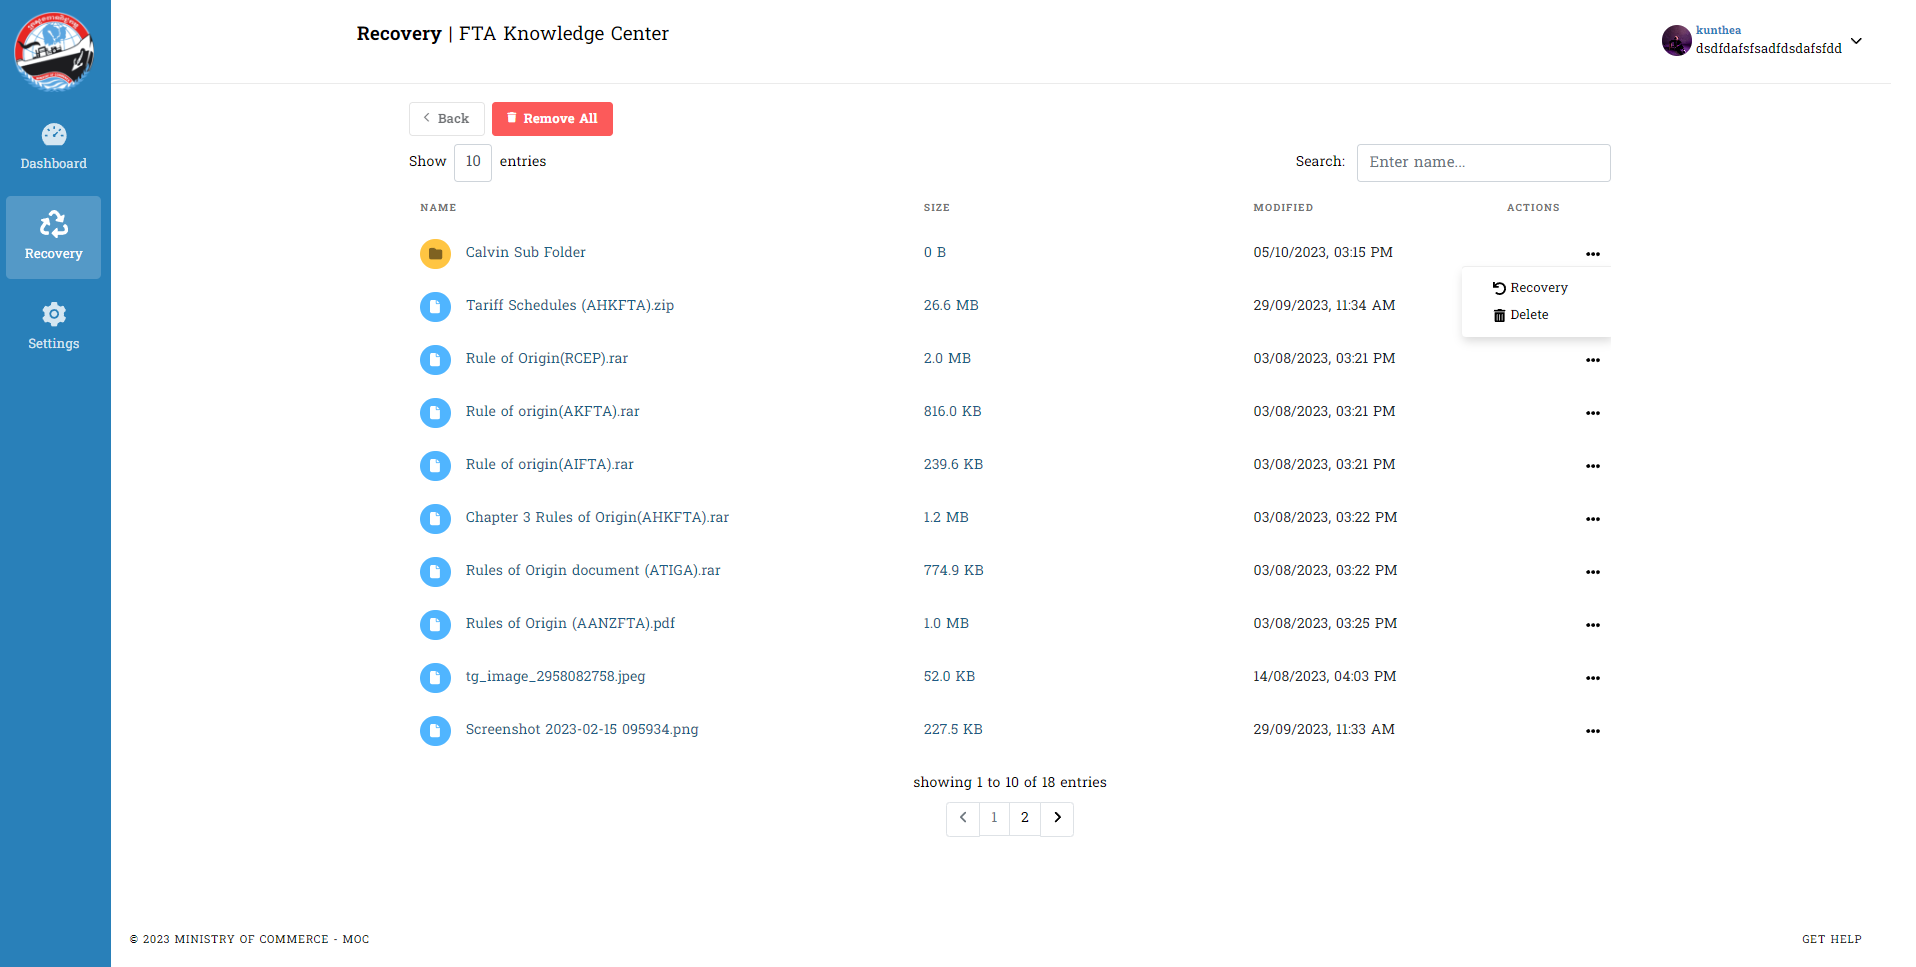 Recovery | FTA Knowledge Center
kunthea
dsdfdafsfsadfdsdafsfdd
Dashboard
Recovery
Settings
Back
Remove All
Show 10 entries
Search: Enter name...
NAME SIZE MODIFIED ACTIONS
Calvin Sub Folder 0 B 05/10/2023, 03:15 PM
Recovery
Delete
Tariff Schedules (AHKFTA).zip 26.6 MB 29/09/2023, 11:34 AM
Rule of Origin(RCEP).rar 2.0 MB 03/08/2023, 03:21 PM
Rule of origin(AKFTA).rar 816.0 KB 03/08/2023, 03:21 PM
Rule of origin(AIFTA).rar 239.6 KB 03/08/2023, 03:21 PM
Chapter 3 Rules of Origin(AHKFTA).rar 1.2 MB 03/08/2023, 03:22 PM
Rules of Origin document (ATIGA).rar 774.9 KB 03/08/2023, 03:22 PM
Rules of Origin (AANZFTA).pdf 1.0 MB 03/08/2023, 03:25 PM
tg_image_2958082758.jpeg 52.0 KB 14/08/2023, 04:03 PM
Screenshot 2023-02-15 095934.png 227.5 KB 29/09/2023, 11:33 AM
showing 1 to 10 of 18 entries
1 2
© 2023 MINISTRY OF COMMERCE - MOC
GET HELP